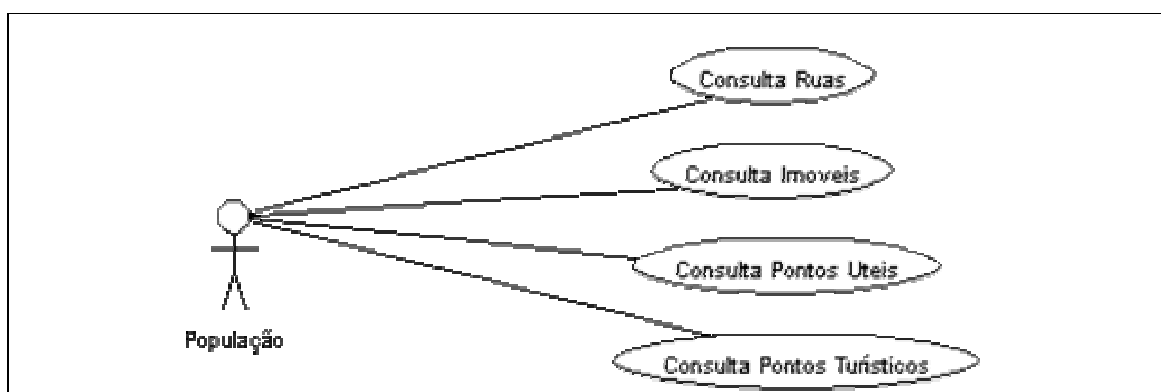 Consulta Ruas
Consulta Imoveis
Consulta Pontos Uteis
População
Consulta Pontos Turísticos